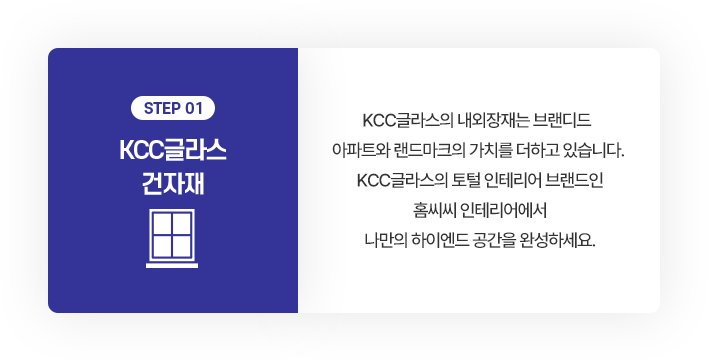 STEP 01
KCC글라스
건자재
KCC글라스의 내외장재는 브랜디드
아파트와 랜드마크의 가치를 더하고 있습니다.
KCC글라스의 토털 인테리어 브랜드인
홈씨씨 인테리어에서
나만의 하이엔드 공간을 완성하세요.